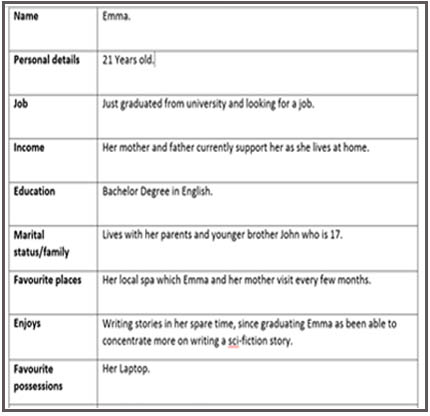 Name Emma.
Personal details 21 Years old.
Job Just graduated from university and looking for a job.
Income Her mother and father currently support her as she lives at home.
Education Bachelor Degree in English.
Marital Lives with her parents and younger brother John who is 17.
status/family
Favourite places Her local spa which Emma and her mother visit every few months.
Enjoys Writing stories in her spare time, since graduating Emma as been able to
concentrate more on writing a sci-fiction story.
Favourite Her Laptop.
possessions